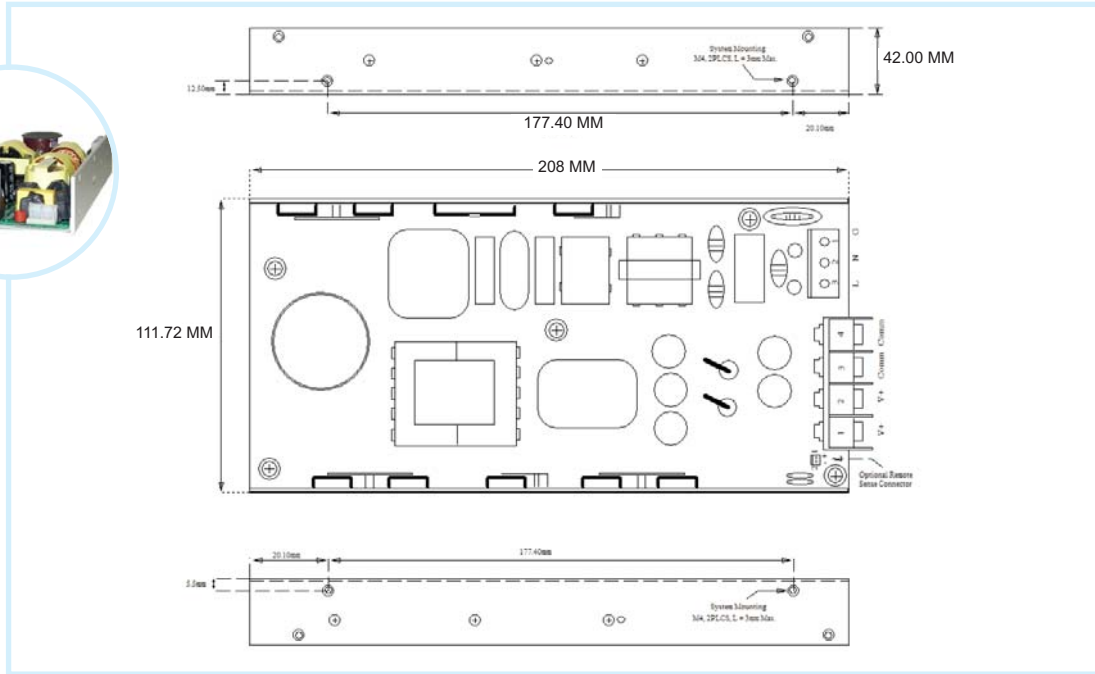 System Mounting
M4, 2PLCS, L = 3mm Max.
42.00 MM
12.50mm
177.40 MM
20.10mm
208 MM
111.72 MM
1
2
3
G
N
L
4
3
2
1
Comm
Comm
V+
V+
Optional Remote
Sense Connector
20.10mm
177.40mm
5.5mm
System Mounting
M4, 2PLCS, L = 3mm Max.